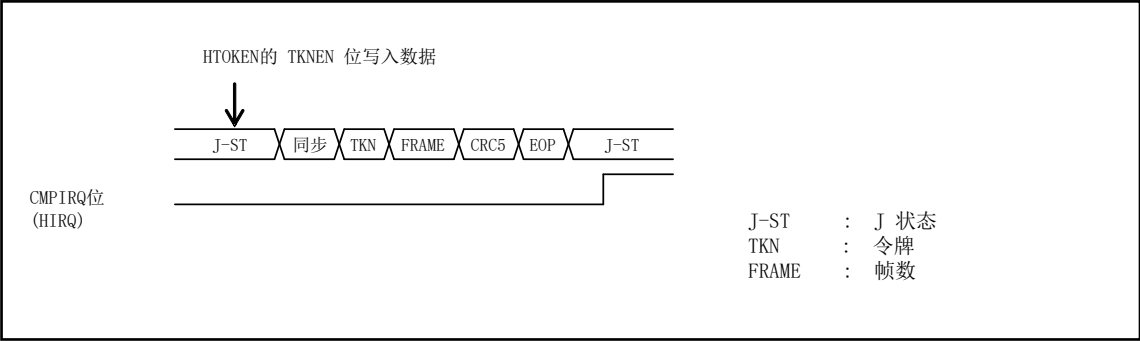 HTOKEN的 TKNEN 位写入数据
J-ST 同步 TKN FRAME CRC5 EOP J-ST
CMPIRQ位
(HIRQ)
J-ST : J 状态
TKN : 令牌
FRAME : 帧数